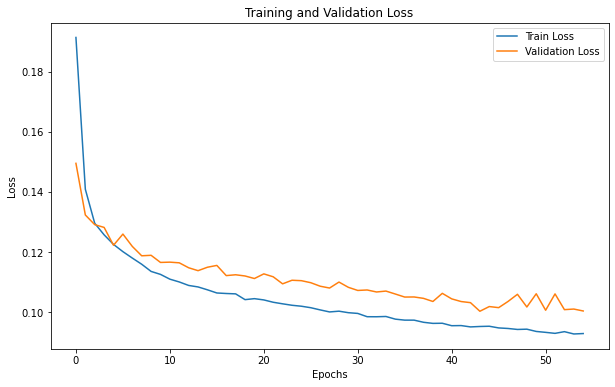 Training and Validation Loss
Train Loss
Validation Loss
0.18
0.16
0.14
0.12
0.10
Loss
0
10
20
30
40
50
Epochs